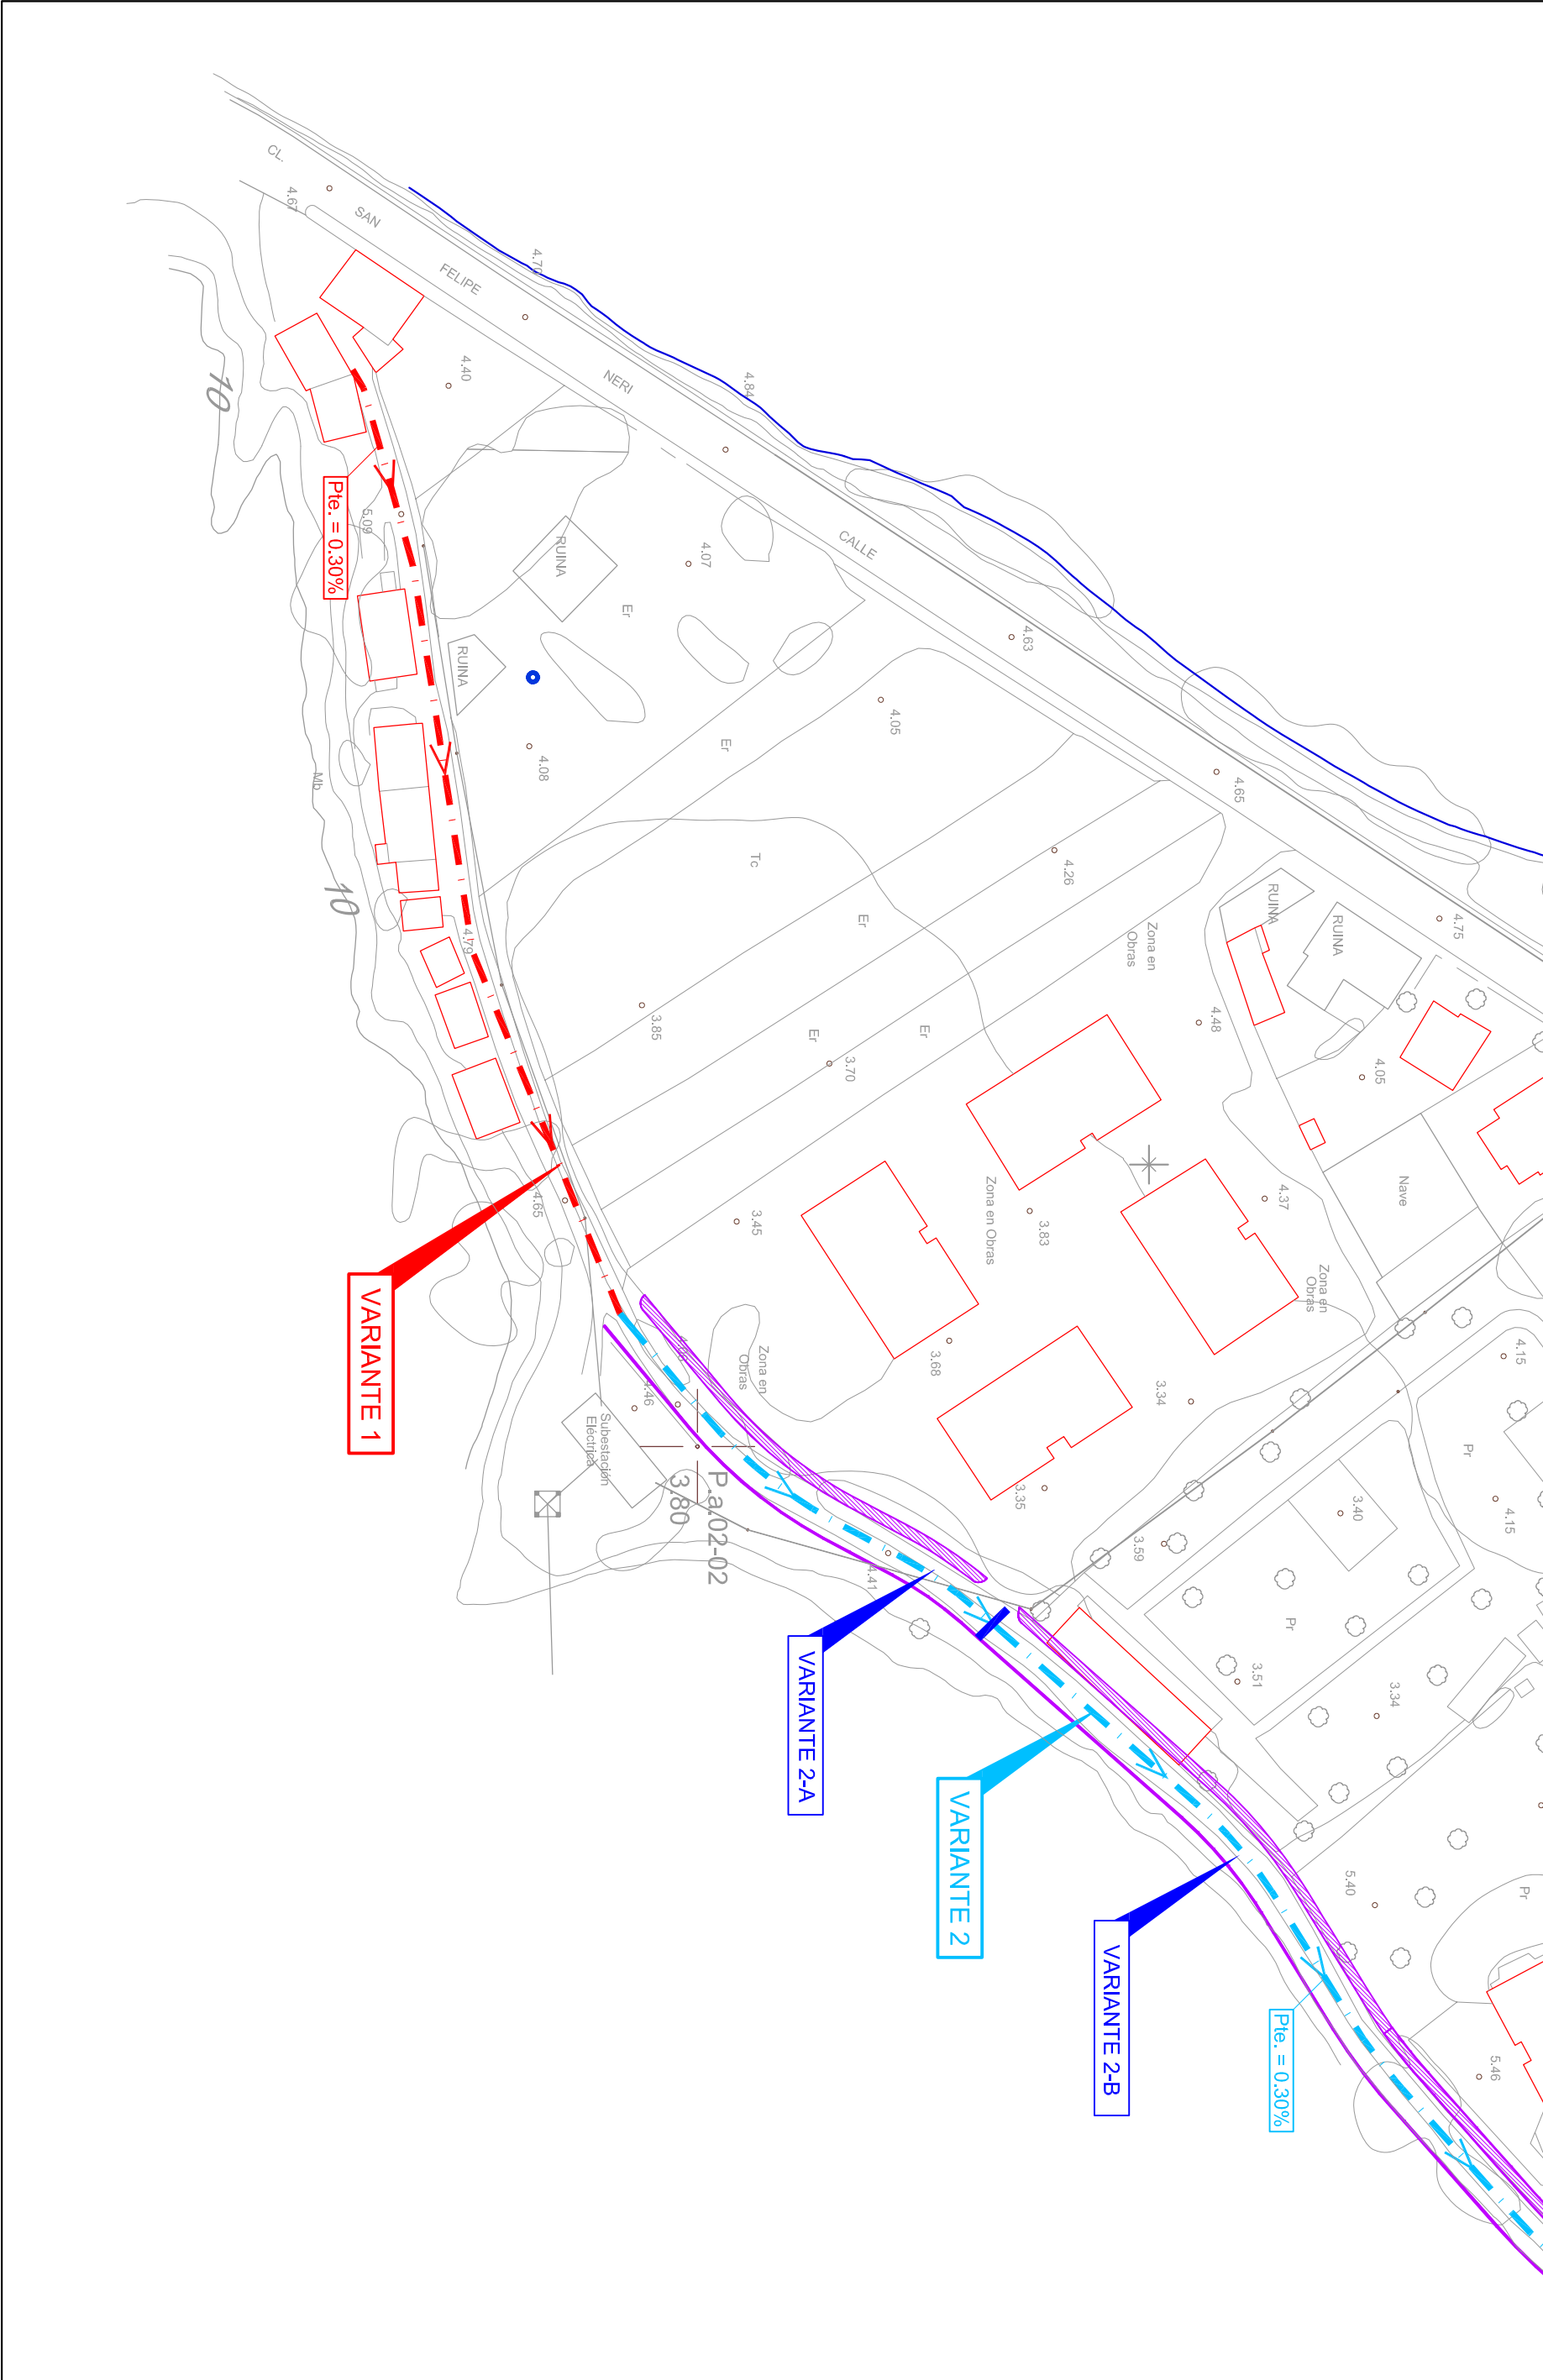 CL.
SAN
FELIPE
NERI
CALLE
4.67
4.70
4.40
4.84
10
Pte. = 0.30%
5.09
RUINA
4.07
Er
4.63
RUINA
4.05
Er
4.08
4.65
Mb
Tc
4.26
10
Er
RUINA
RUINA
4.75
4.79
Zona en
Obras
3.85
Er
Er
4.48
3.70
4.05
4.65
3.45
Zona en Obras
3.83
4.37
Nave
VARIANTE 1
Zona en
Obras
4.15
Zona en
Obras
3.68
3.34
4.46
Subestación
Eléctrica
Pr
P.a.02-02
3.80
3.35
3.40
4.15
3.59
4.41
Pr
VARIANTE 2-A
3.51
3.34
VARIANTE 2
5.40
Pr
VARIANTE 2-B
Pte. = 0.30%
5.46